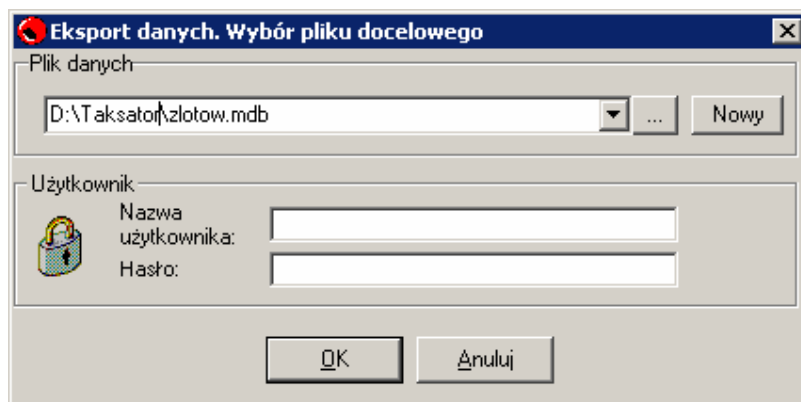 Eksport danych. Wybór pliku docelowego
Plik danych
D:\Taksator\zlotow.mdb
...
Nowy
Użytkownik
Nazwa
użytkownika:
Hasło:
OK
Anuluj